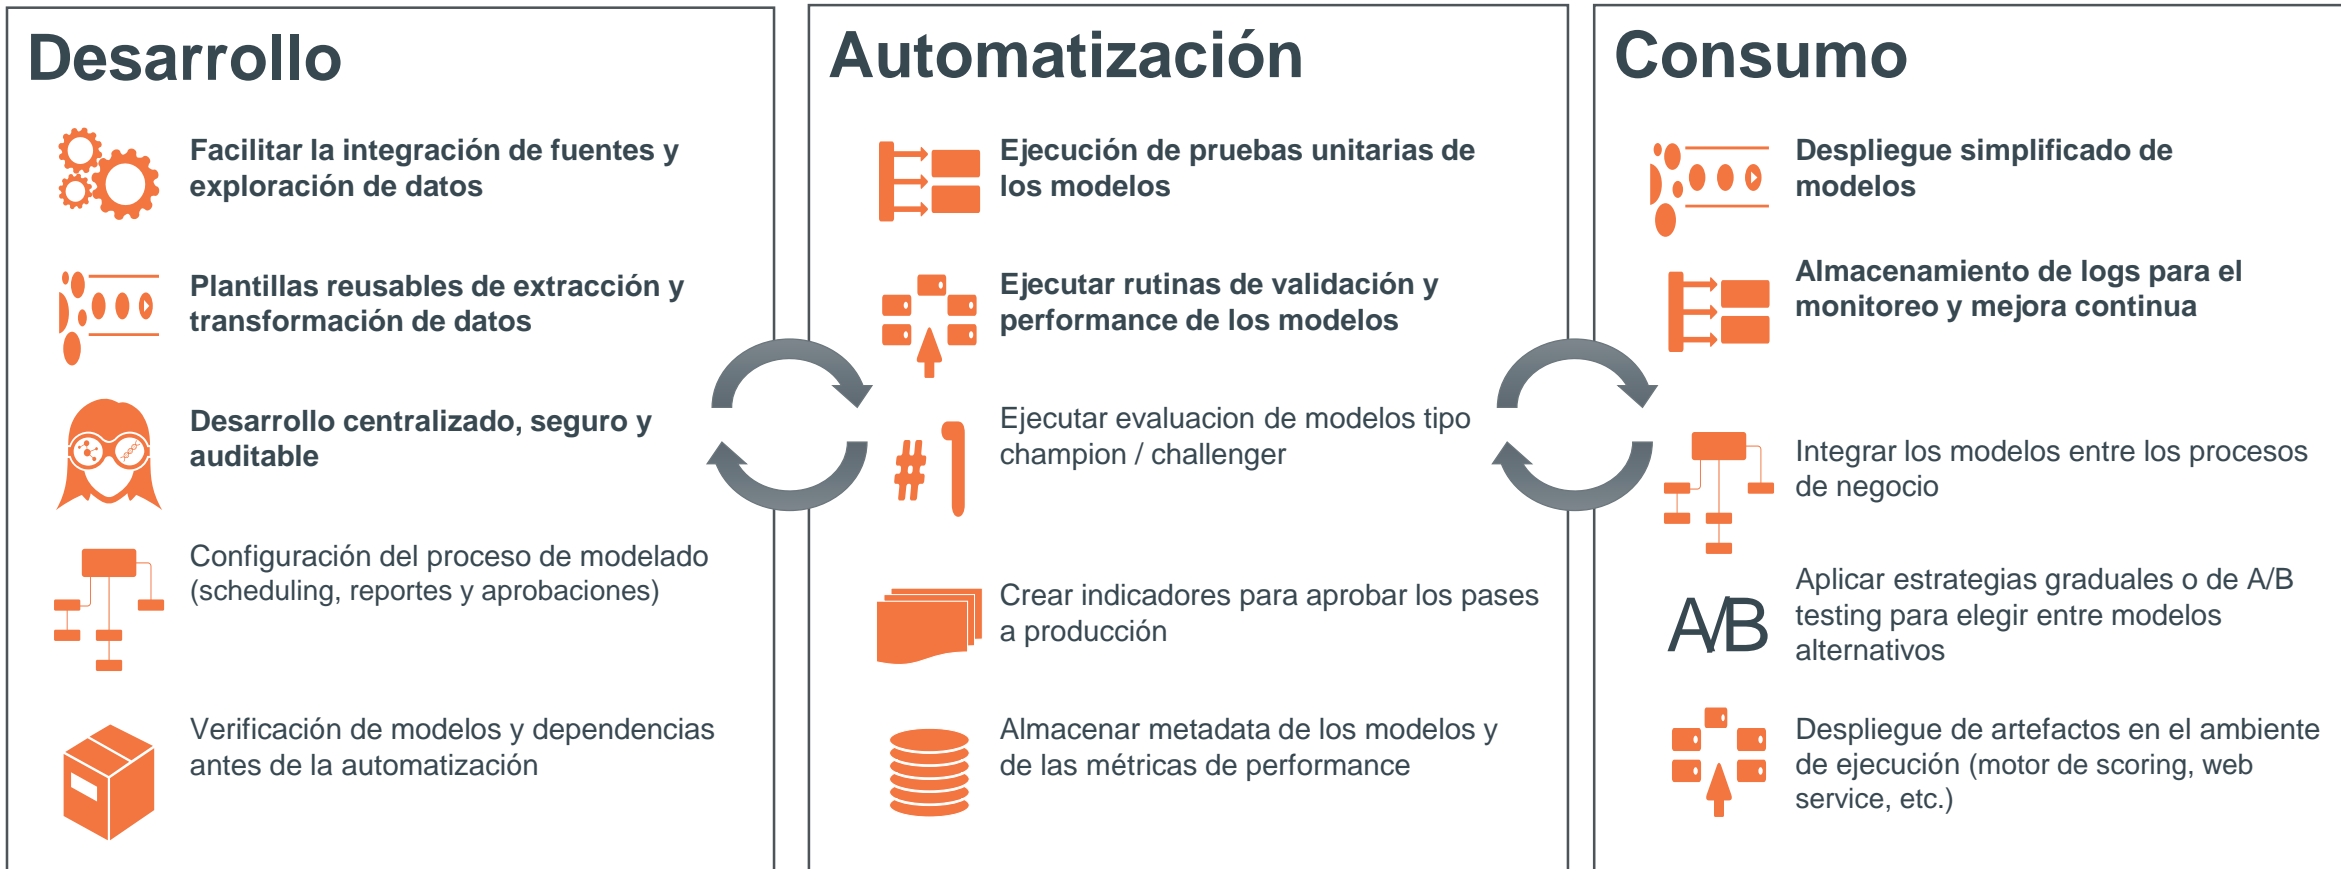 Desarrollo
Facilitar la integración de fuentes y
exploración de datos
Plantillas reusables de extracción y
transformación de datos
Desarrollo centralizado, seguro y
auditable
Configuración del proceso de modelado
(scheduling, reportes y aprobaciones)
Verificación de modelos y dependencias
antes de la automatización
Automatización
Ejecución de pruebas unitarias de
los modelos
Ejecutar rutinas de validación y
performance de los modelos
#1
Ejecutar evaluacion de modelos tipo
champion / challenger
Crear indicadores para aprobar los pases
a producción
Almacenar metadata de los modelos y
de las métricas de performance
Consumo
Despliegue simplificado de
modelos
Almacenamiento de logs para el
monitoreo y mejora continua
Integrar los modelos entre los procesos
de negocio
A/B
Aplicar estrategias graduales o de A/B
testing para elegir entre modelos
alternativos
Despliegue de artefactos en el ambiente
de ejecución (motor de scoring, web
service, etc.)